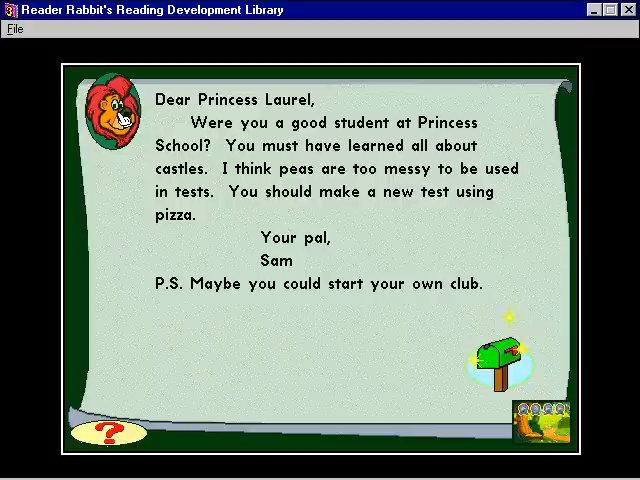 Reader Rabbit's Reading Development Library
File
Dear Princess Laurel,
Were you a good student at Princess
School? You must have learned all about
castles. I think peas are too messy to be used
in tests. You should make a new test using
pizza.
Your pal,
Sam
P.S. Maybe you could start your own club.
?